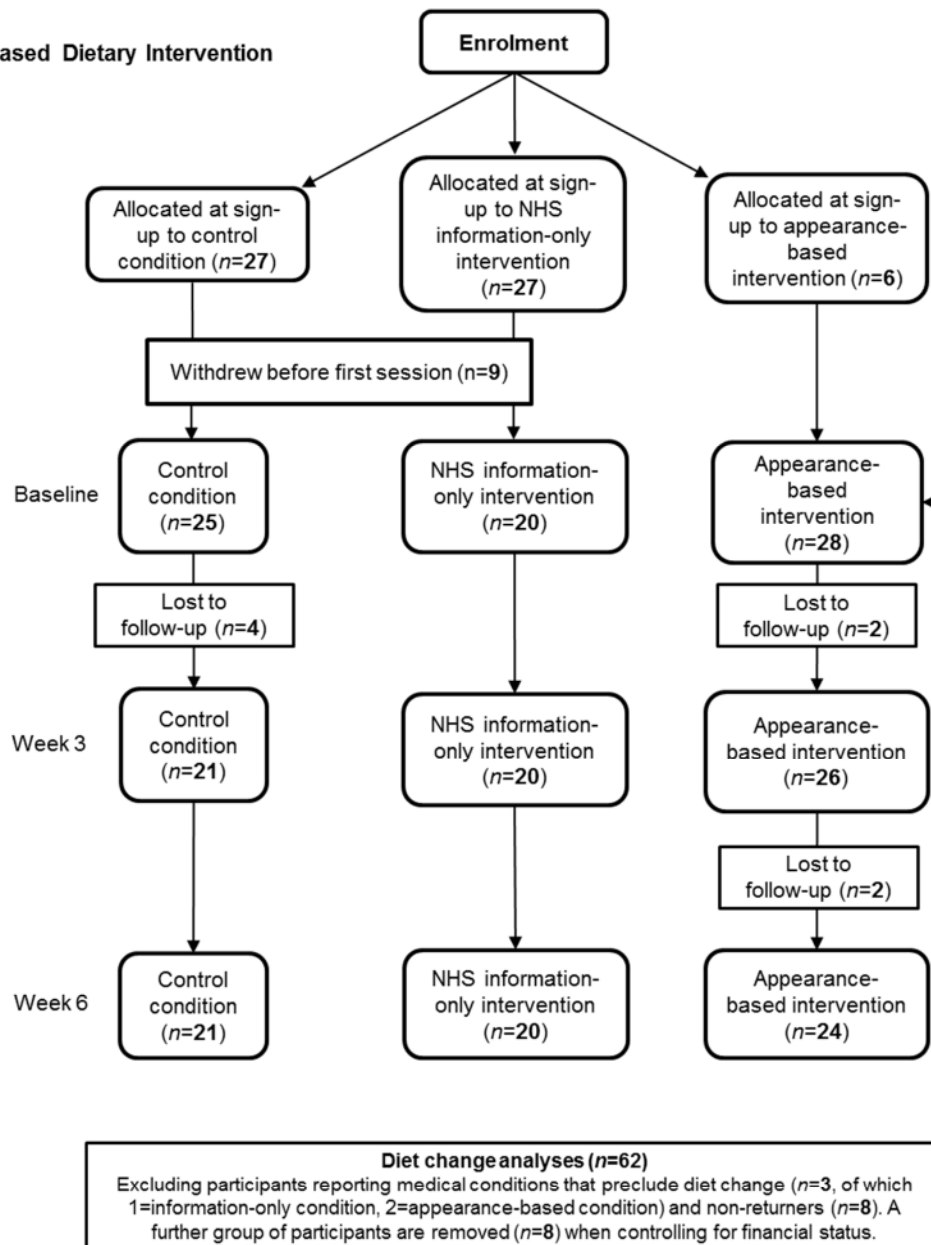 ased Dietary Intervention
Enrolment
Allocated at sign-
up to control
condition (n=27)
Allocated at sign-
up to NHS
information-only
intervention
(n=27)
Allocated at sign-
up to appearance-
based
intervention (n=6)
Withdrew before first session (n=9)
Baseline
Control
condition
(n=25)
NHS information-
only intervention
(n=20)
Appearance-
based
intervention
(n=28)
Lost to
follow-up (n=4)
Lost to
follow-up (n=2)
Week 3
Control
condition
(n=21)
NHS information-
only intervention
(n=20)
Appearance-
based intervention
(n=26)
Lost to
follow-up (n=2)
Week 6
Control
condition
(n=21)
NHS information-
only intervention
(n=20)
Appearance-
based intervention
(n=24)
Diet change analyses (n=62)
Excluding participants reporting medical conditions that preclude diet change (n=3, of which
1=information-only condition, 2=appearance-based condition) and non-returners (n=8). A
further group of participants are removed (n=8) when controlling for financial status.